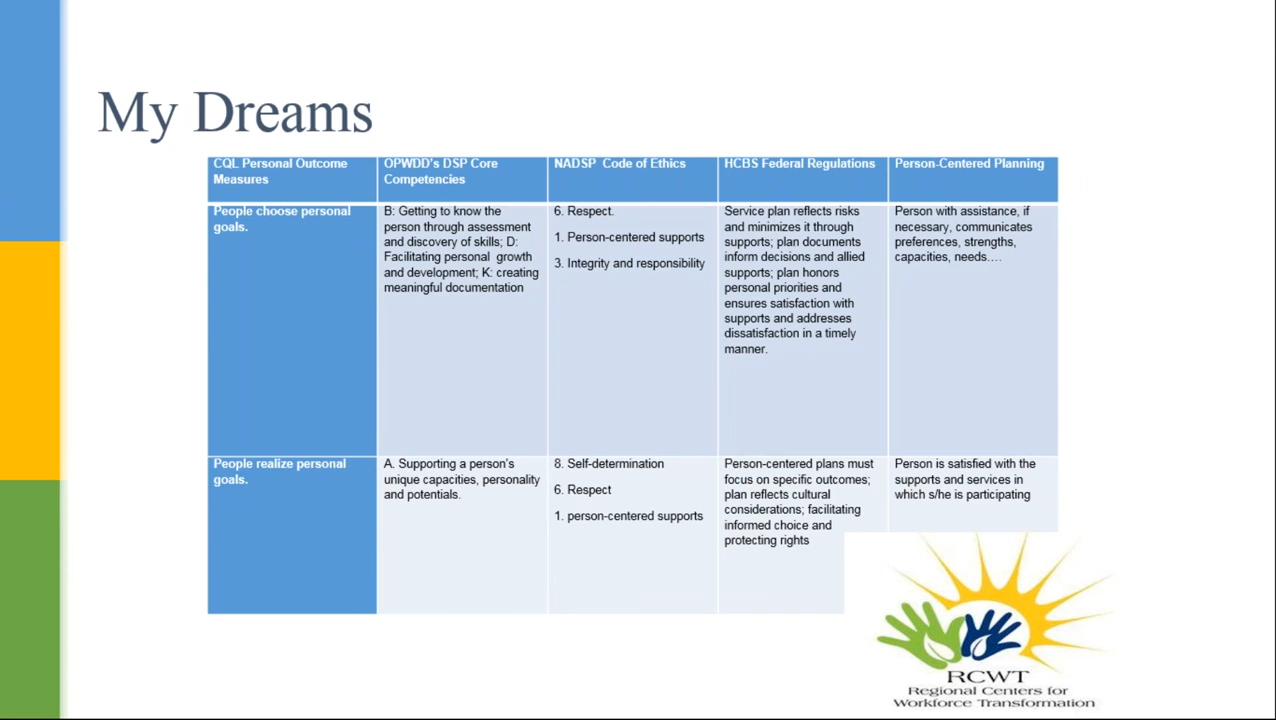 My Dreams
CQL Personal Outcome
Measures
OPWDD's DSP Core
Competencies
NADSP Code of Ethics
HCBS Federal Regulations
Person-Centered Planning
People choose personal
goals.
B: Getting to know the
person through assessment
and discovery of skills; D:
Facilitating personal growth
and development; K: creating
meaningful documentation
6. Respect.
1. Person-centered supports
3. Integrity and responsibility
Service plan reflects risks
and minimizes it through
supports; plan documents
inform decisions and allied
supports; plan honors
personal priorities and
ensures satisfaction with
supports and addresses
dissatisfaction in a timely
manner.
Person with assistance, if
necessary, communicates
preferences, strengths,
capacities, needs....
People realize personal
goals.
A. Supporting a person's
unique capacities, personality
and potentials.
8. Self-determination
6. Respect
1. person-centered supports
Person-centered plans must
focus on specific outcomes;
plan reflects cultural
considerations; facilitating
informed choice and
protecting rights
Person is satisfied with the
supports and services in
which s/he is participating
RCWT
Regional Centers for
Workforce Transformation